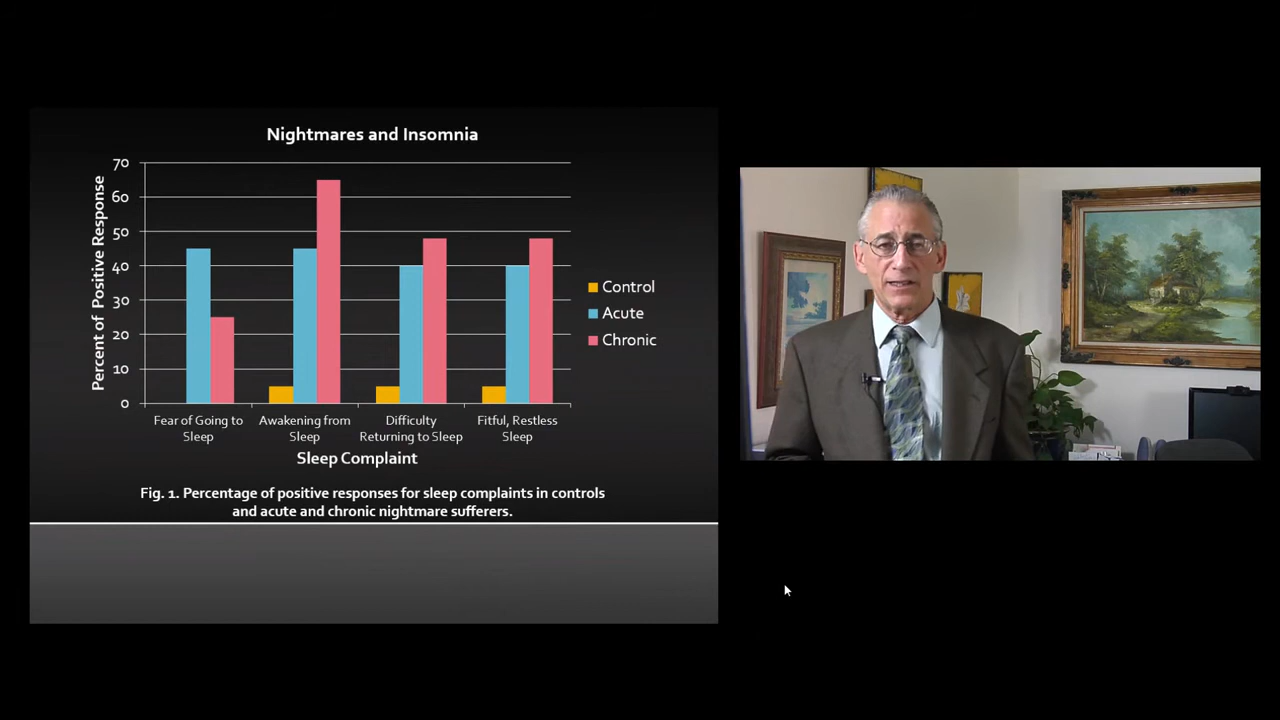 Nightmares and Insomnia
Percent of Positive Response
70
60
50
40
30
20
10
0
Fear of Going to
Sleep
Awakening from
Sleep
Difficulty
Returning to Sleep
Fitful, Restless
Sleep
Sleep Complaint
Control
Acute
Chronic
Fig. 1. Percentage of positive responses for sleep complaints in controls
and acute and chronic nightmare sufferers.